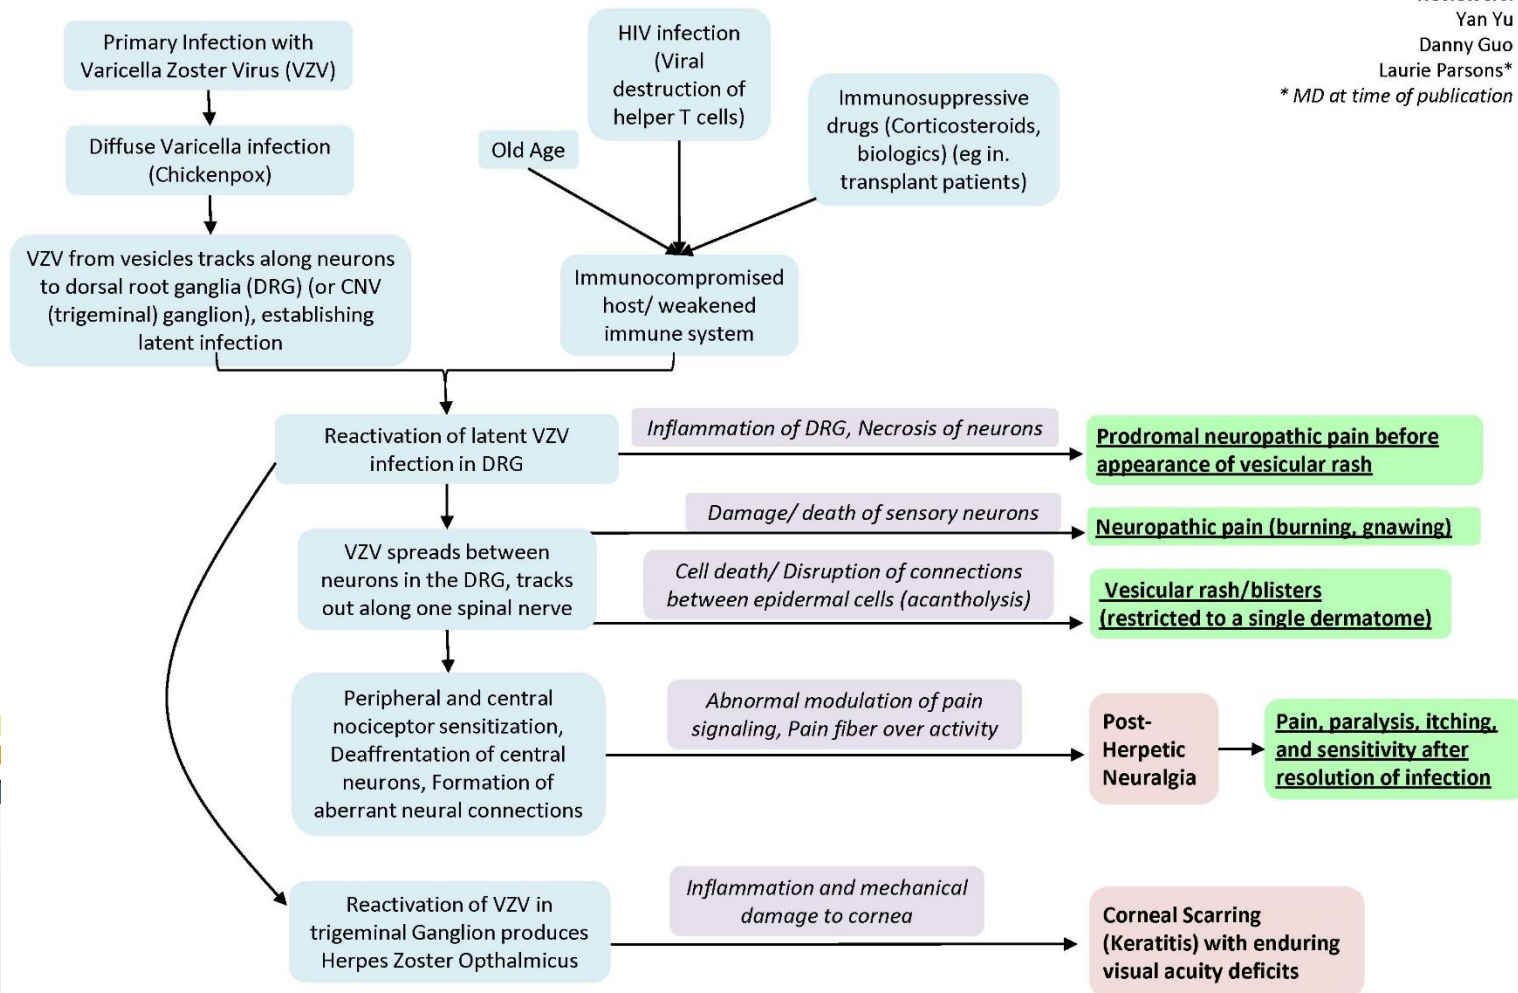 Yan Yu
Danny Guo
Laurie Parsons*
* MD at time of publication
Primary Infection with
Varicella Zoster Virus (VZV)
Diffuse Varicella infection
(Chickenpox)
VZV from vesicles tracks along neurons
to dorsal root ganglia (DRG) (or CNV
(trigeminal) ganglion), establishing
latent infection
Old Age
HIV infection
(Viral
destruction of
helper T cells)
Immunosuppressive
drugs (Corticosteroids,
biologics) (eg in.
transplant patients)
Immunocompromised
host/ weakened
immune system
Reactivation of latent VZV
infection in DRG
Inflammation of DRG, Necrosis of neurons
Prodromal neuropathic pain before
appearance of vesicular rash
VZV spreads between
neurons in the DRG, tracks
out along one spinal nerve
Damage/ death of sensory neurons
Neuropathic pain (burning, gnawing)
Cell death/ Disruption of connections
between epidermal cells (acantholysis)
Vesicular rash/blisters
(restricted to a single dermatome)
Peripheral and central
nociceptor sensitization,
Deaffrentation of central
neurons, Formation of
aberrant neural connections
Abnormal modulation of pain
signaling, Pain fiber over activity
Post-
Herpetic
Neuralgia
Pain, paralysis, itching,
and sensitivity after
resolution of infection
Reactivation of VZV in
trigeminal Ganglion produces
Herpes Zoster Opthalmicus
Inflammation and mechanical
damage to cornea
Corneal Scarring
(Keratitis) with enduring
visual acuity deficits